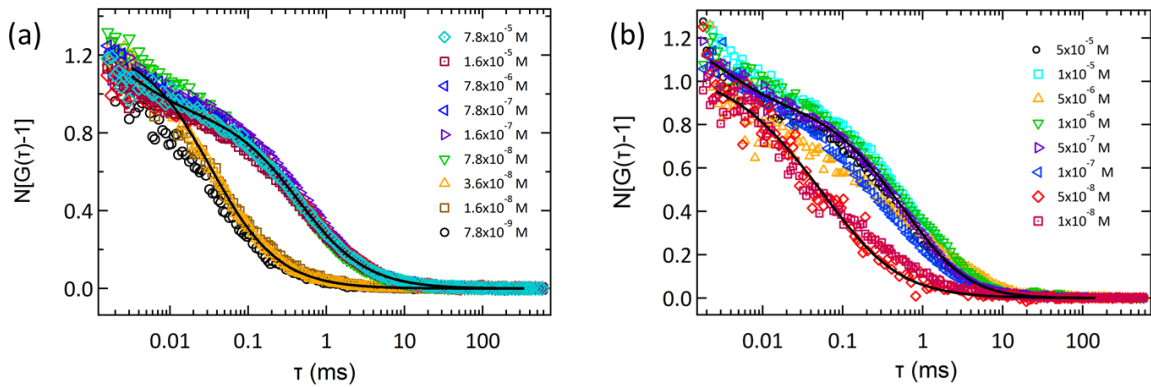 (a)
N[G(τ)-1]
1.2
0.8
0.4
0.0
0.01
0.1
1
10
100
τ (ms)
7.8x10⁻⁵ M
1.6x10⁻⁵ M
7.8x10⁻⁶ M
7.8x10⁻⁷ M
1.6x10⁻⁷ M
7.8x10⁻⁸ M
3.6x10⁻⁸ M
1.6x10⁻⁸ M
7.8x10⁻⁹ M
(b)
N[G(τ)-1]
1.2
1.0
0.8
0.6
0.4
0.2
0.0
0.01
0.1
1
10
100
τ (ms)
5x10⁻⁵ M
1x10⁻⁵ M
5x10⁻⁶ M
1x10⁻⁶ M
5x10⁻⁷ M
1x10⁻⁷ M
5x10⁻⁸ M
1x10⁻⁸ M